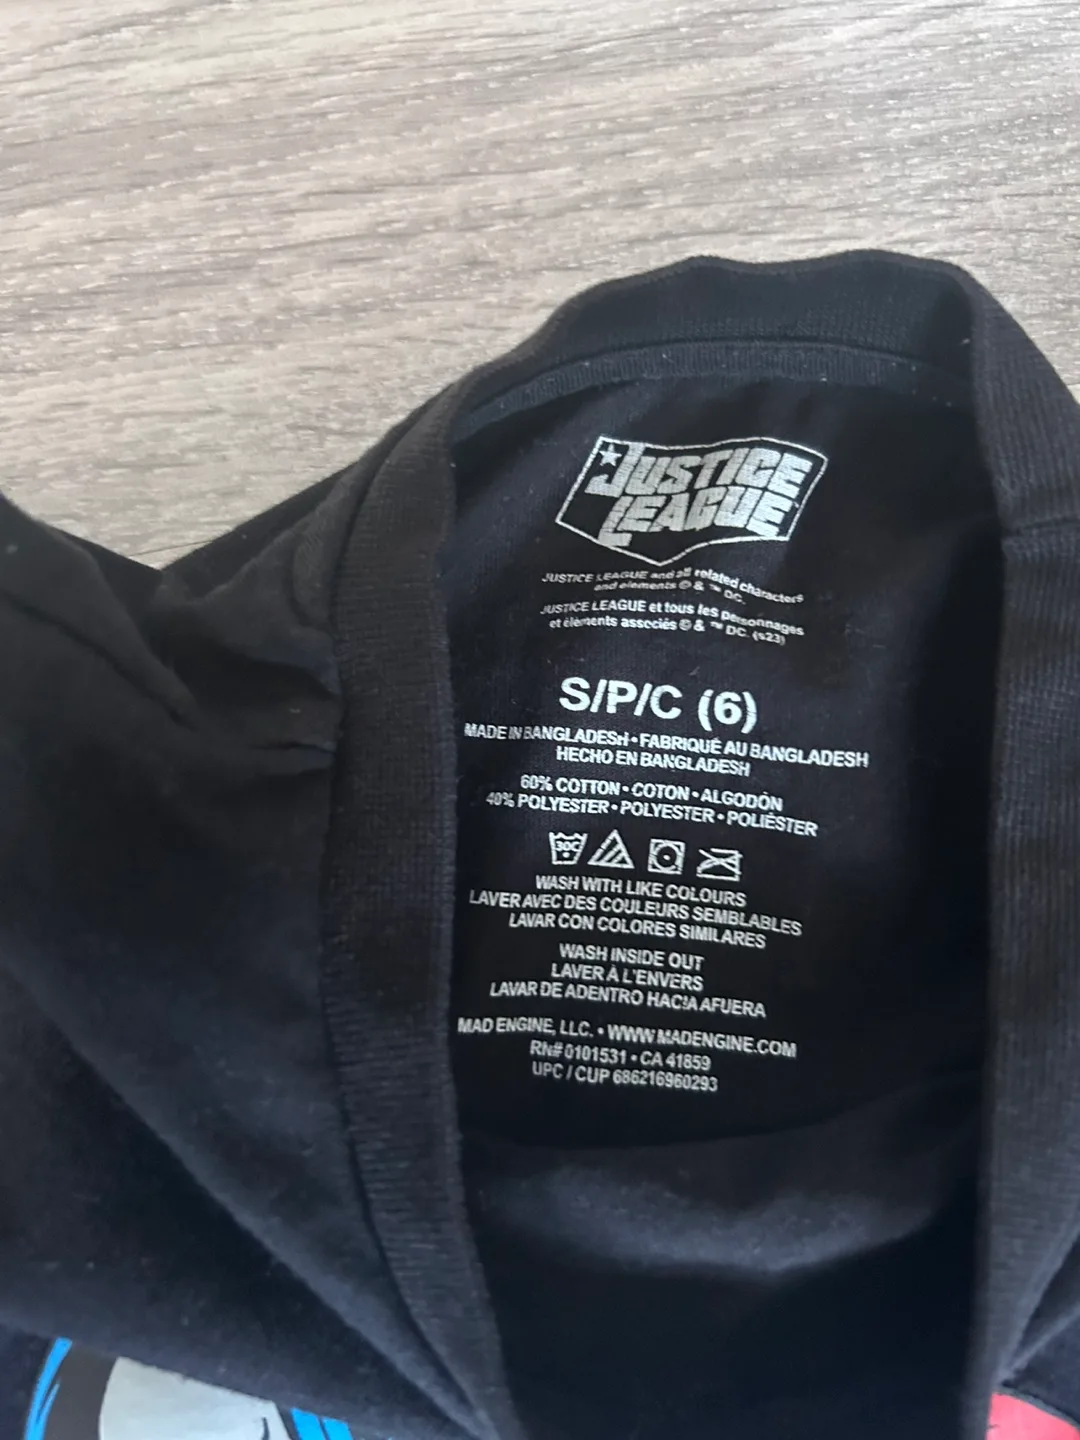 JUSTICE
LEAGUE
JUSTICE LEAGUE and all related characters
and elements © & ™ DC.
JUSTICE LEAGUE et tous les personnages
et éléments associés © & ™ DC. (s23)
S/P/C (6)
MADE IN BANGLADESH • FABRIQUÉ AU BANGLADESH
HECHO EN BANGLADESH
60% COTTON • COTON • ALGODÓN
40% POLYESTER • POLYESTER • POLIÉSTER
30C
WASH WITH LIKE COLOURS
LAVER AVEC DES COULEURS SEMBLABLES
LAVAR CON COLORES SIMILARES
WASH INSIDE OUT
LAVER À L'ENVERS
LAVAR DE ADENTRO HACIA AFUERA
MAD ENGINE, LLC. • WWW.MADENGINE.COM
RN# 0101531 • CA 41859
UPC / CUP 686216960293